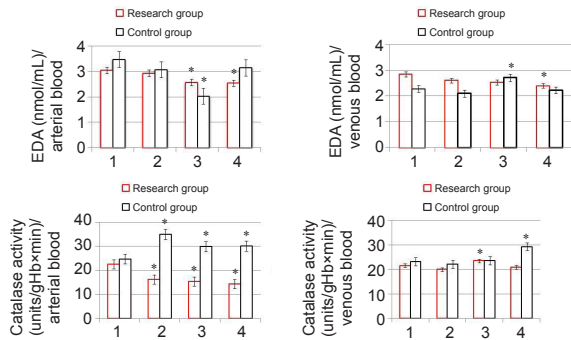 Research group
Control group
EDA (nmol/mL)/
arterial blood
4
3
2
1
0
*
*
*
1 2 3 4
Research group
Control group
EDA (nmol/mL)/
venous blood
4
3
2
1
0
*
*
1 2 3 4
Research group
Control group
Catalase activity
(units/gHb×min)/
arterial blood
40
30
20
10
0
*
*
*
*
*
*
1 2 3 4
Research group
Control group
Catalase activity
(units/gHb×min)/
venous blood
40
30
20
10
0
*
*
1 2 3 4